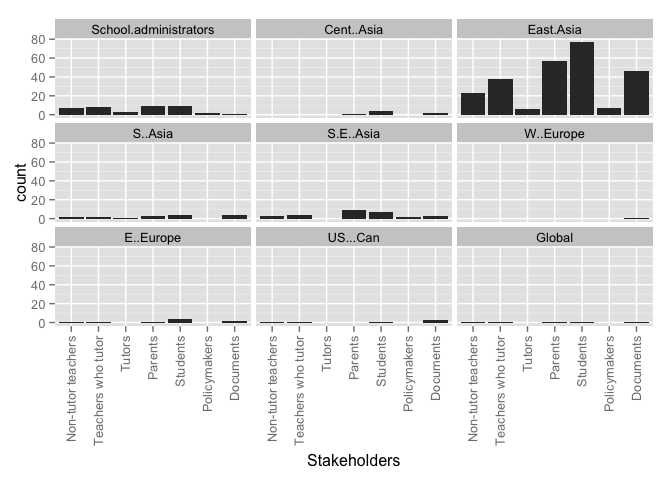 School.administrators Cent..Asia East.Asia
80
60
40
20
0
S..Asia S.E..Asia W..Europe
80
60
40
20
0
count
E..Europe US...Can Global
80
60
40
20
0
Non-tutor teachers Teachers who tutor Tutors Parents Students Policymakers Documents Non-tutor teachers Teachers who tutor Tutors Parents Students Policymakers Documents Non-tutor teachers Teachers who tutor Tutors Parents Students Policymakers Documents
Stakeholders